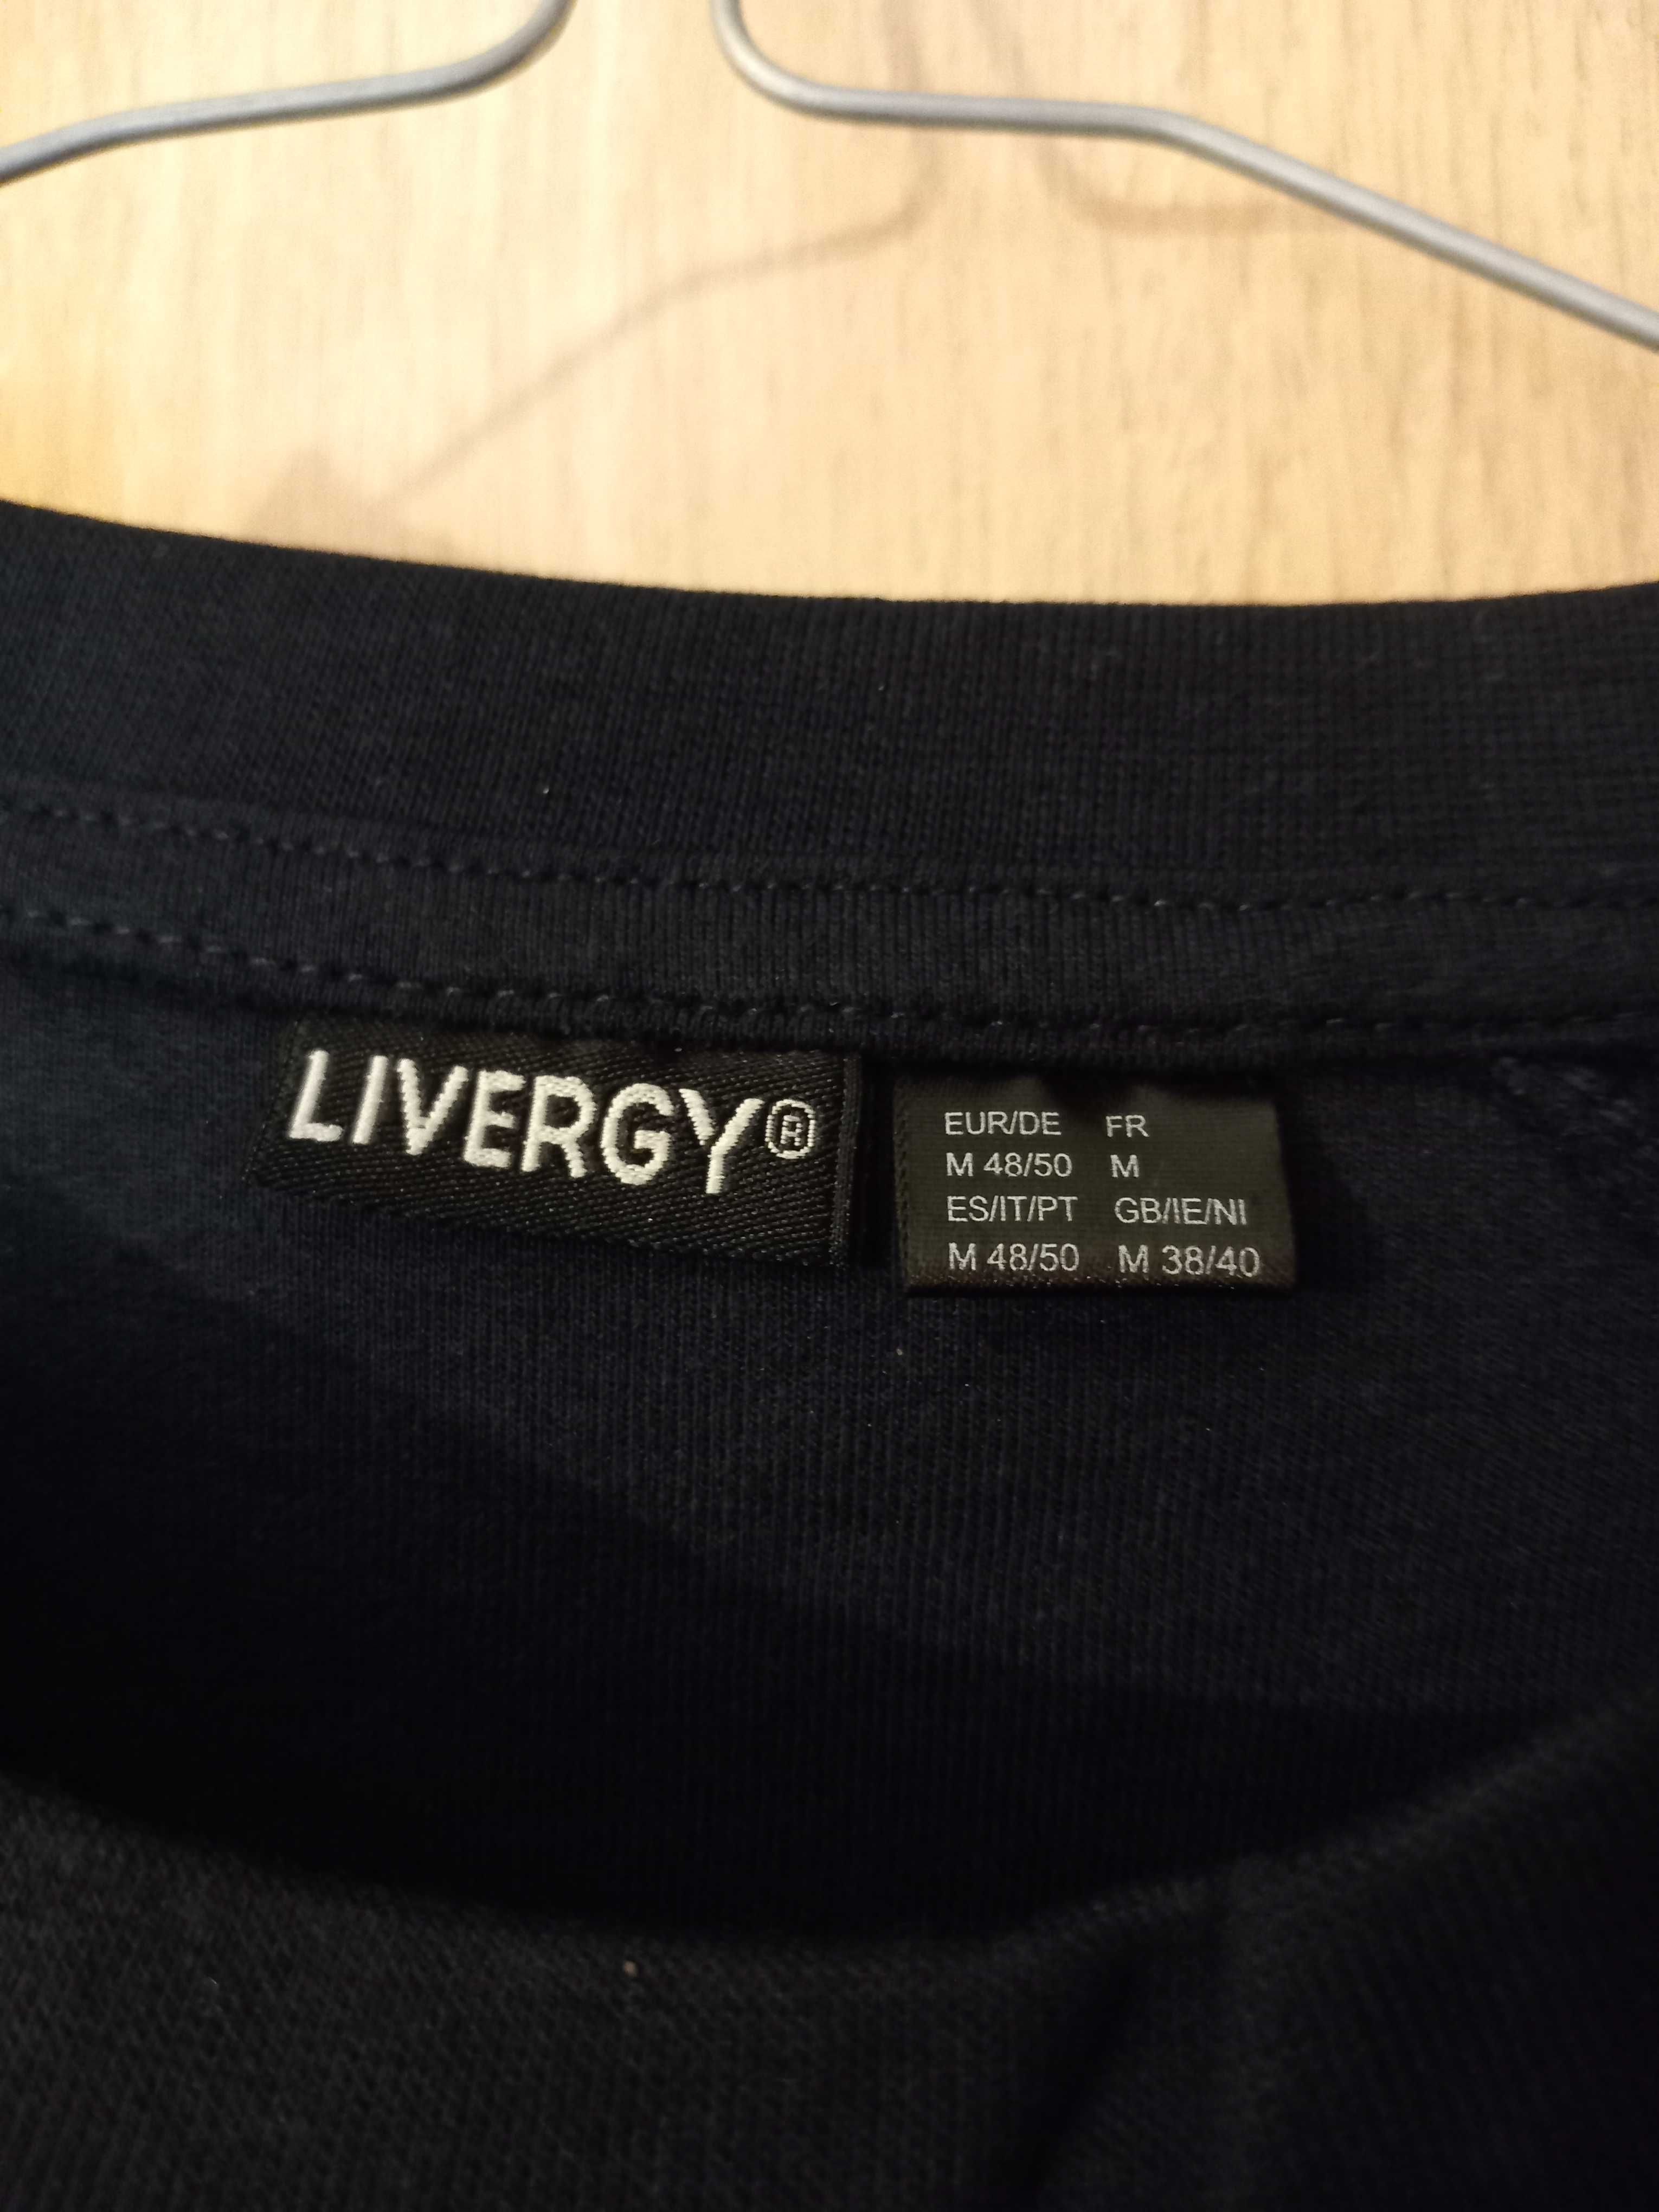 LIVERGY®
EUR/DE FR
M 48/50 M
ES/IT/PT GB/IE/NI
M 48/50 M 38/40